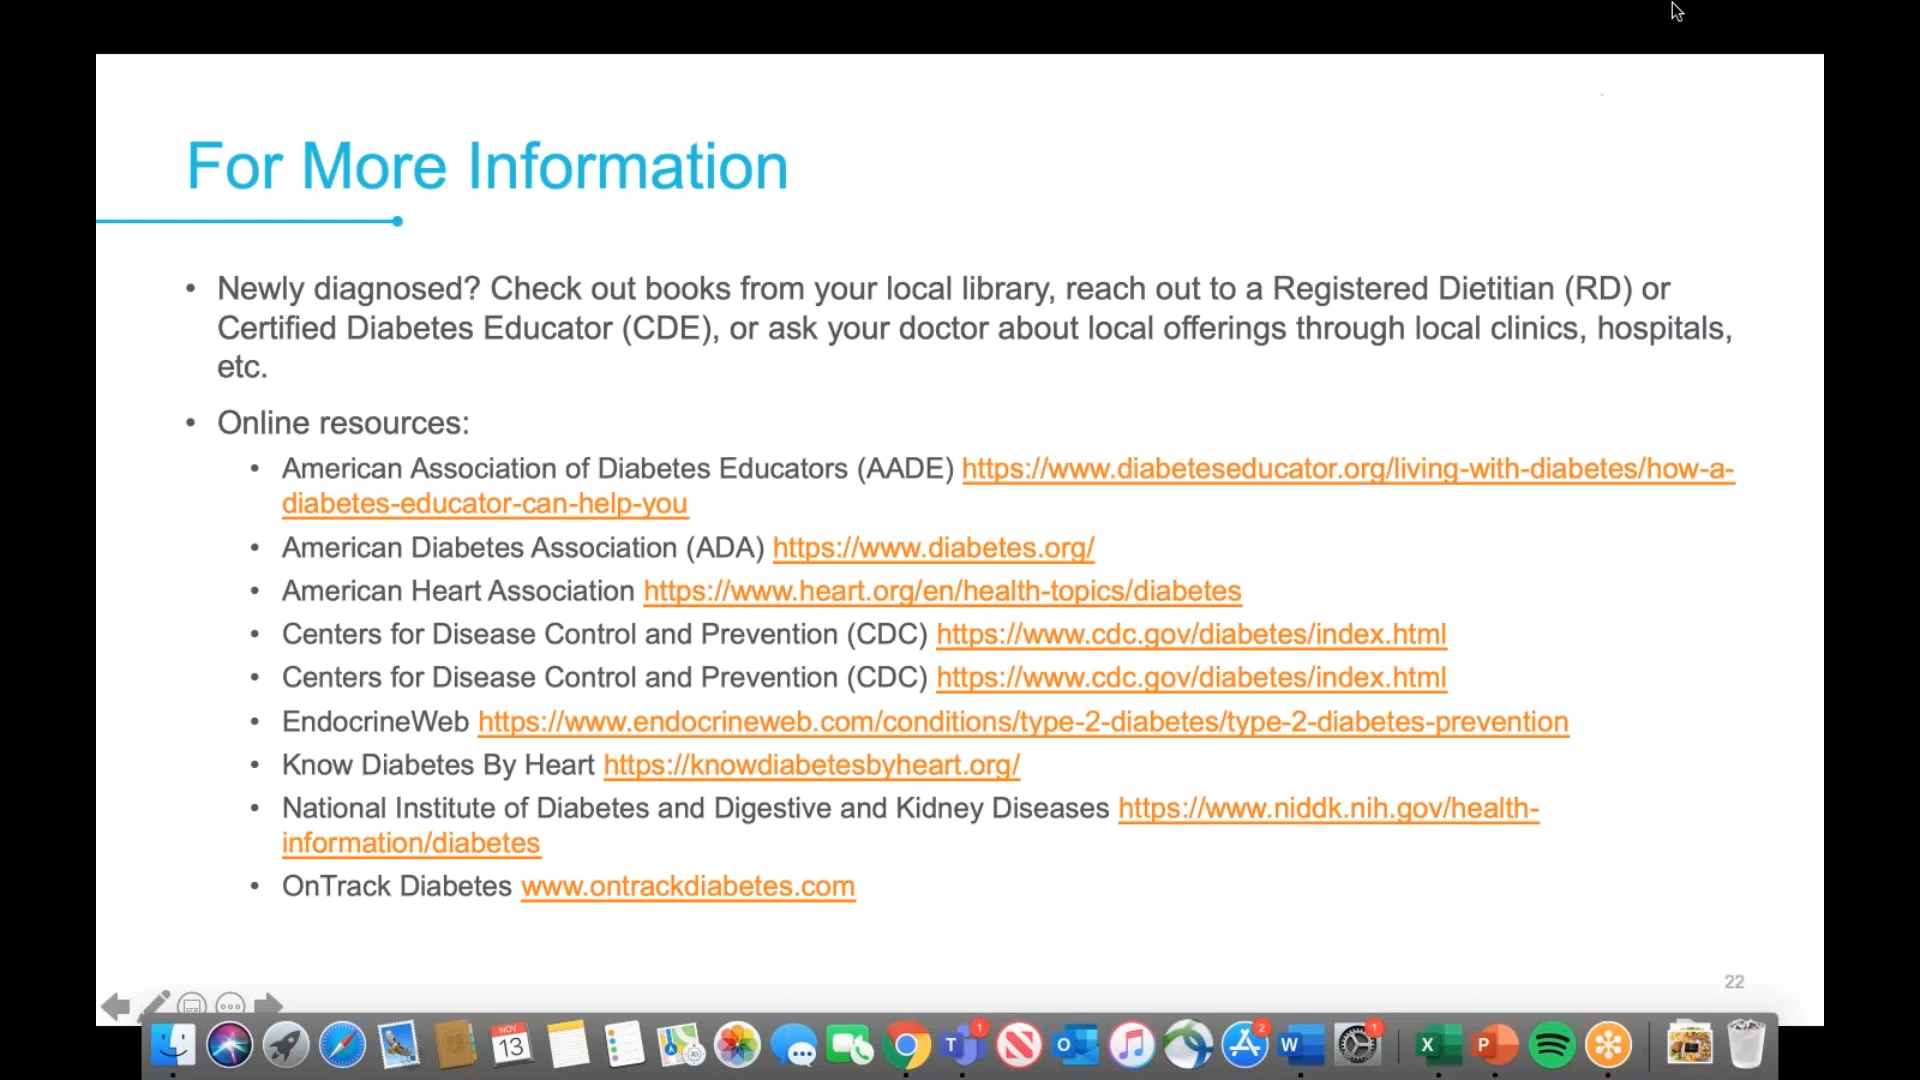 For More Information
• Newly diagnosed? Check out books from your local library, reach out to a Registered Dietitian (RD) or
Certified Diabetes Educator (CDE), or ask your doctor about local offerings through local clinics, hospitals,
etc.
• Online resources:
• American Association of Diabetes Educators (AADE) https://www.diabeteseducator.org/living-with-diabetes/how-a-
diabetes-educator-can-help-you
• American Diabetes Association (ADA) https://www.diabetes.org/
• American Heart Association https://www.heart.org/en/health-topics/diabetes
• Centers for Disease Control and Prevention (CDC) https://www.cdc.gov/diabetes/index.html
• Centers for Disease Control and Prevention (CDC) https://www.cdc.gov/diabetes/index.html
• EndocrineWeb https://www.endocrineweb.com/conditions/type-2-diabetes/type-2-diabetes-prevention
• Know Diabetes By Heart https://knowdiabetesbyheart.org/
• National Institute of Diabetes and Digestive and Kidney Diseases https://www.niddk.nih.gov/health-
information/diabetes
• OnTrack Diabetes www.ontrackdiabetes.com
22
NOV
13
T
1
O
2
W
1
X
P